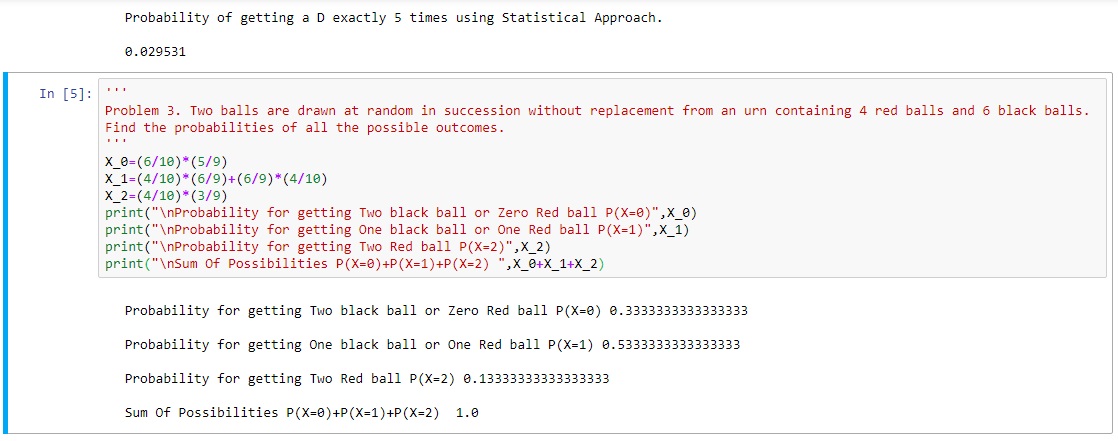 Probability of getting a D exactly 5 times using Statistical Approach.
0.029531
In [5]: '''
Problem 3. Two balls are drawn at random in succession without replacement from an urn containing 4 red balls and 6 black balls.
Find the probabilities of all the possible outcomes.
'''
X_0=(6/10)*(5/9)
X_1=(4/10)*(6/9)+(6/9)*(4/10)
X_2=(4/10)*(3/9)
print("\nProbability for getting Two black ball or Zero Red ball P(X=0)",X_0)
print("\nProbability for getting One black ball or One Red ball P(X=1)",X_1)
print("\nProbability for getting Two Red ball P(X=2)",X_2)
print("\nSum Of Possibilities P(X=0)+P(X=1)+P(X=2) ",X_0+X_1+X_2)
Probability for getting Two black ball or Zero Red ball P(X=0) 0.3333333333333333
Probability for getting One black ball or One Red ball P(X=1) 0.5333333333333333
Probability for getting Two Red ball P(X=2) 0.13333333333333333
Sum Of Possibilities P(X=0)+P(X=1)+P(X=2)  1.0